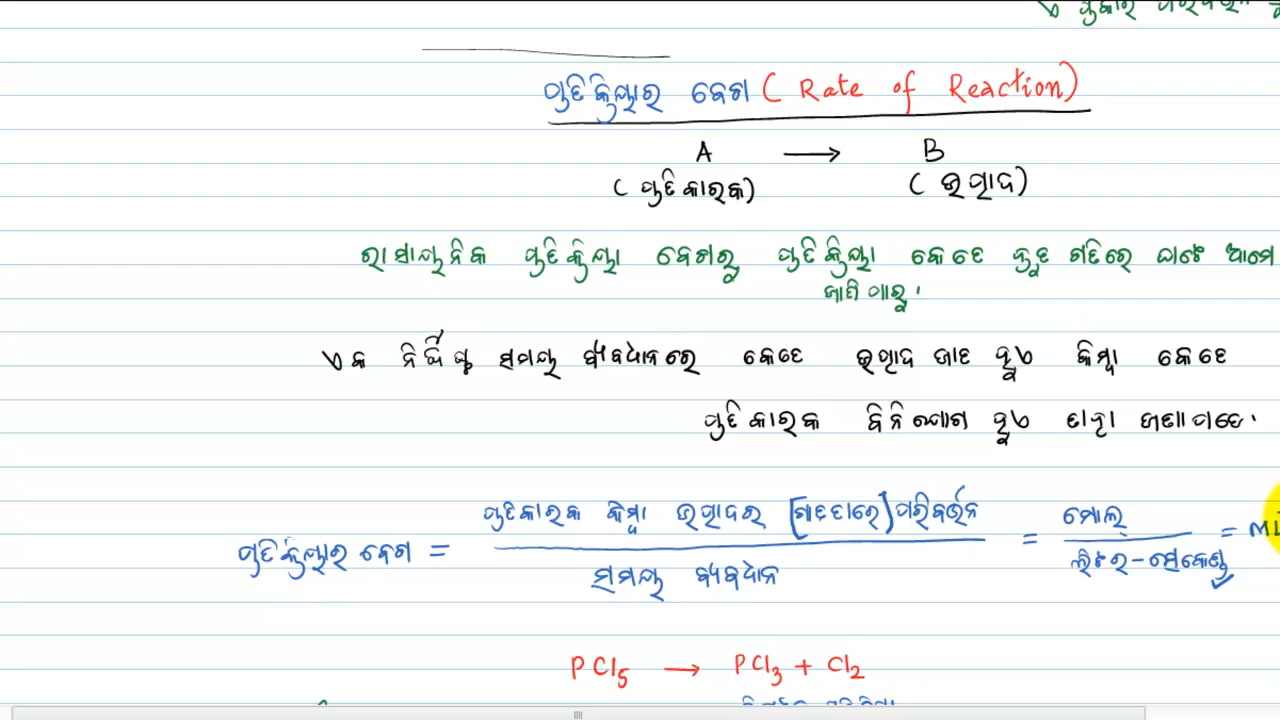 ପ୍ରତିକ୍ରିୟାର ବେଗ ( Rate of Reaction)
A ⟶ B
( ପ୍ରତିକାରକ) ( ଉତ୍ପାଦ)
ରାସାୟନିକ ପ୍ରତିକ୍ରିୟା ବେଗରୁ ପ୍ରତିକ୍ରିୟା କେତେ ଦ୍ରୁତ ଗତିରେ ଘଟେ ଆମେ
ଜାଣି ପାରୁ.
ଏକ ନିର୍ଦ୍ଦିଷ୍ଟ ସମୟ ବ୍ୟବଧାନରେ କେତେ ଉତ୍ପାଦ ଜାତ ହୁଏ କିମ୍ବା କେତେ
ପ୍ରତିକାରକ ବିନିଯୋଗ ହୁଏ ତାହା ଜଣାପଡେ.
ପ୍ରତିକାରକ କିମ୍ବା ଉତ୍ପାଦର [ଗାଢତାରେ] ପରିବର୍ତ୍ତନ
ପ୍ରତିକ୍ରିୟାର ବେଗ = = ମୋଲ୍ =
ସମୟ ବ୍ୟବଧାନ ଲିଟର-ସେକେଣ୍ଡ
PCl5 ⟶ PCl3 + Cl2